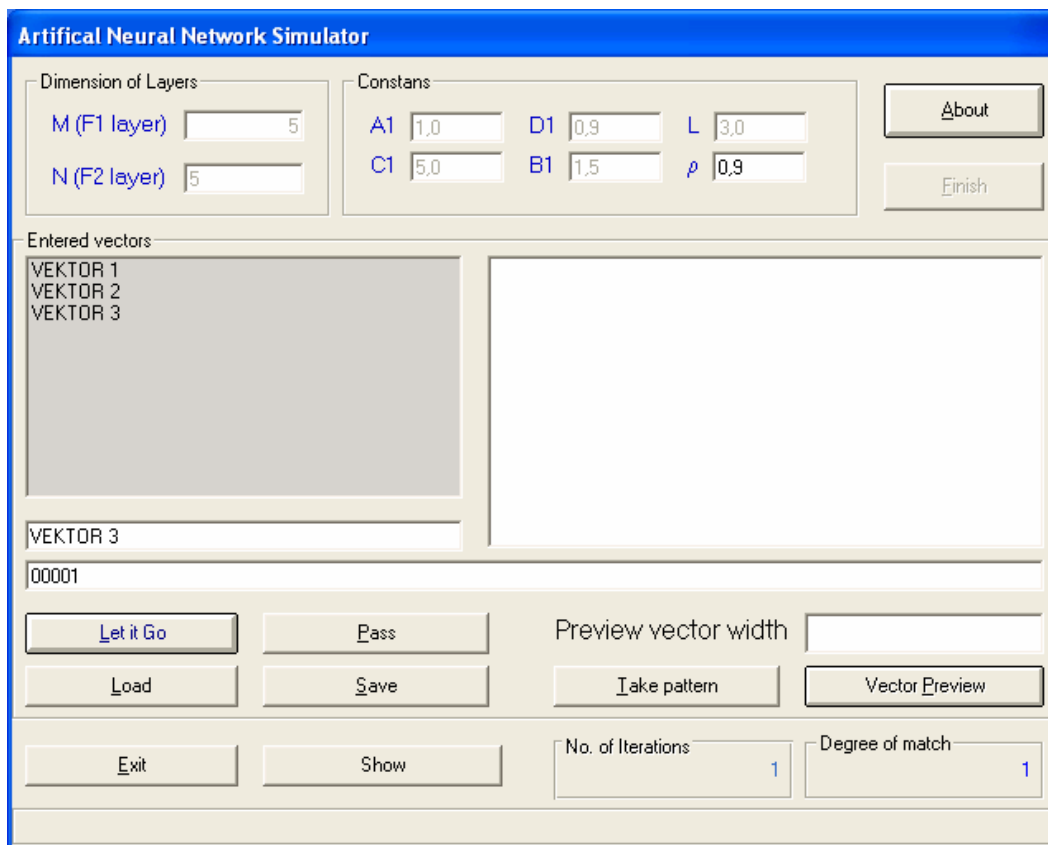 Artifical Neural Network Simulator
Dimension of Layers
M (F1 layer) 5
N (F2 layer) 5
Constans
A1 1,0 D1 0,9 L 3,0
C1 5,0 B1 1,5 ρ 0,9
About
Finish
Entered vectors
VEKTOR 1
VEKTOR 2
VEKTOR 3
VEKTOR 3
00001
Let it Go Pass Preview vector width
Load Save Take pattern Vector Preview
Exit Show
No. of Iterations
1
Degree of match
1